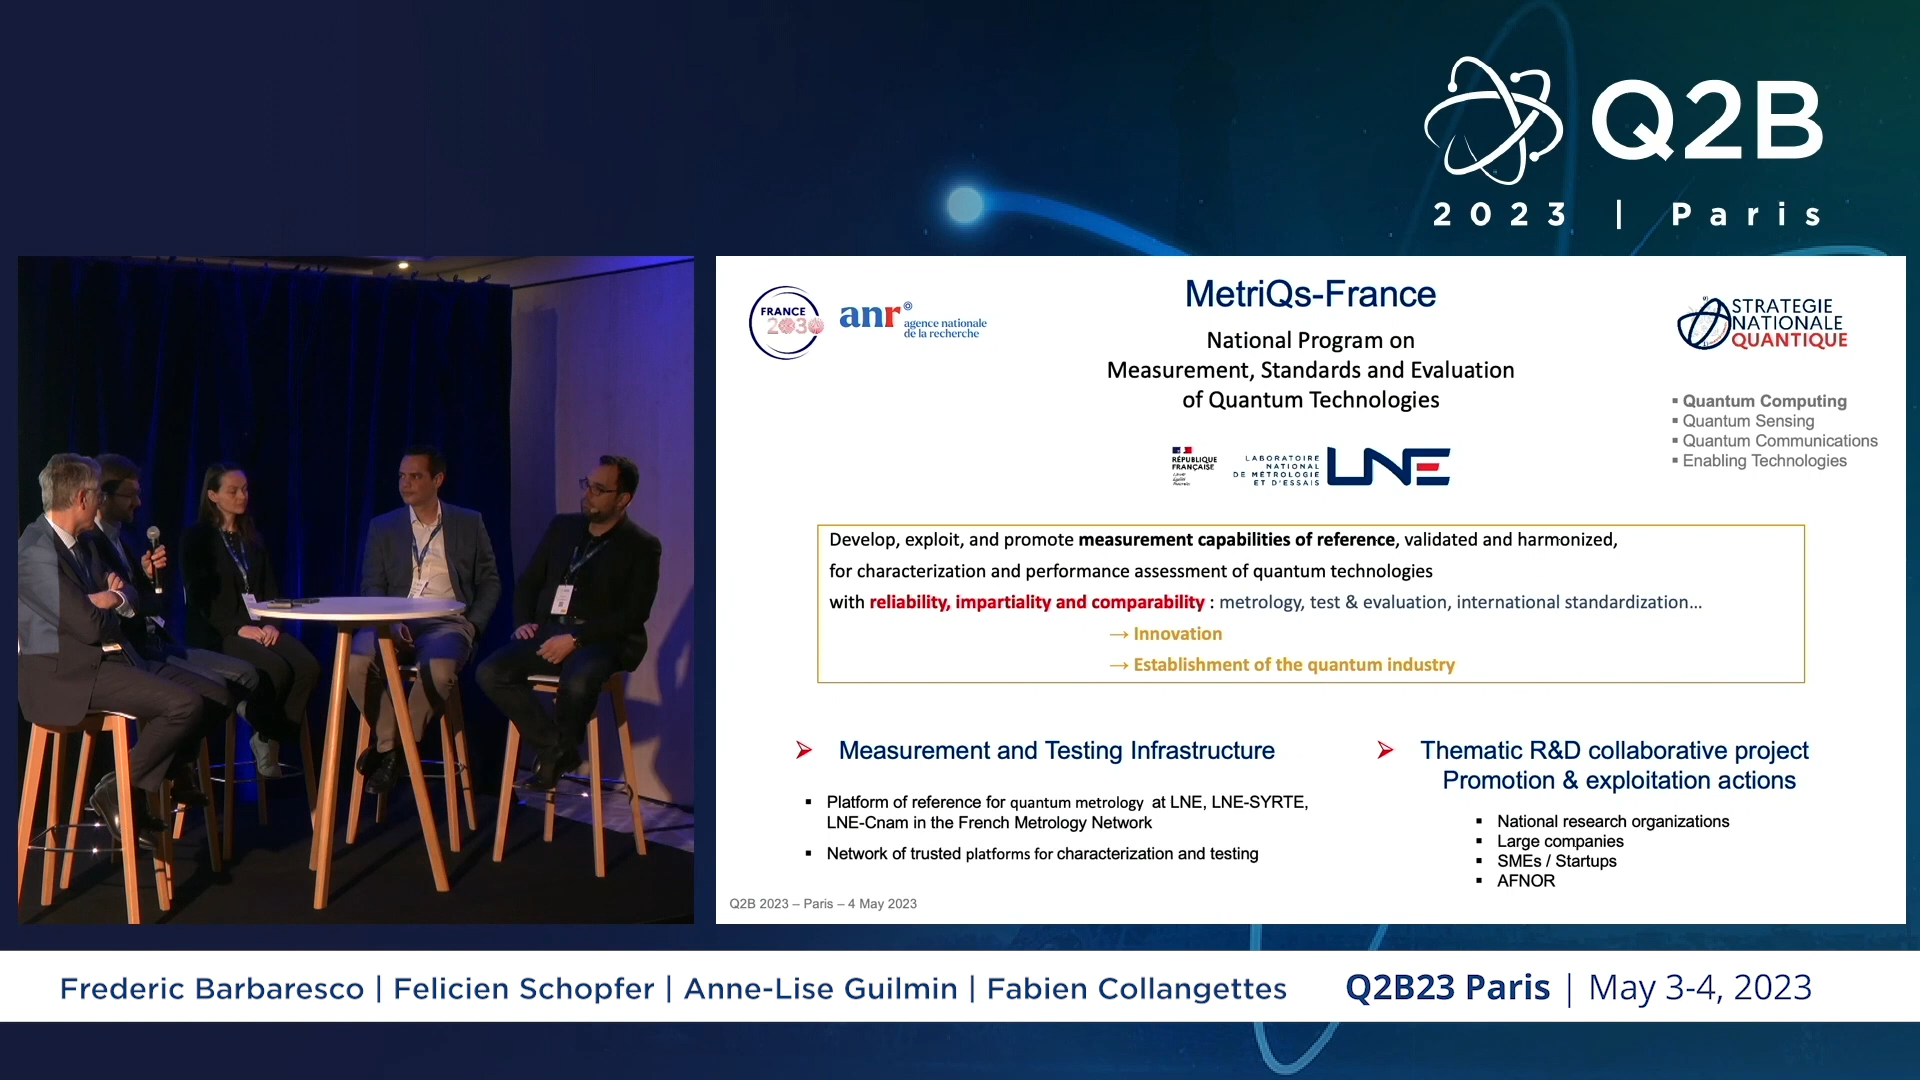 Q2B
2023 | Paris
FRANCE
2030
anr
agence nationale
de la recherche
MetriQs-France
National Program on
Measurement, Standards and Evaluation
of Quantum Technologies
STRATEGIE
NATIONALE
QUANTIQUE
▪ Quantum Computing
▪ Quantum Sensing
▪ Quantum Communications
▪ Enabling Technologies
RÉPUBLIQUE
FRANÇAISE
LABORATOIRE
NATIONAL
DE MÉTROLOGIE
ET D'ESSAIS
LNE
Develop, exploit, and promote measurement capabilities of reference, validated and harmonized,
for characterization and performance assessment of quantum technologies
with reliability, impartiality and comparability : metrology, test & evaluation, international standardization...
→ Innovation
→ Establishment of the quantum industry
➢ Measurement and Testing Infrastructure
▪ Platform of reference for quantum metrology at LNE, LNE-SYRTE,
LNE-Cnam in the French Metrology Network
▪ Network of trusted platforms for characterization and testing
➢ Thematic R&D collaborative project
Promotion & exploitation actions
▪ National research organizations
▪ Large companies
▪ SMEs / Startups
▪ AFNOR
Q2B 2023 – Paris – 4 May 2023
Frederic Barbaresco | Felicien Schopfer | Anne-Lise Guilmin | Fabien Collangettes
Q2B23 Paris | May 3-4, 2023